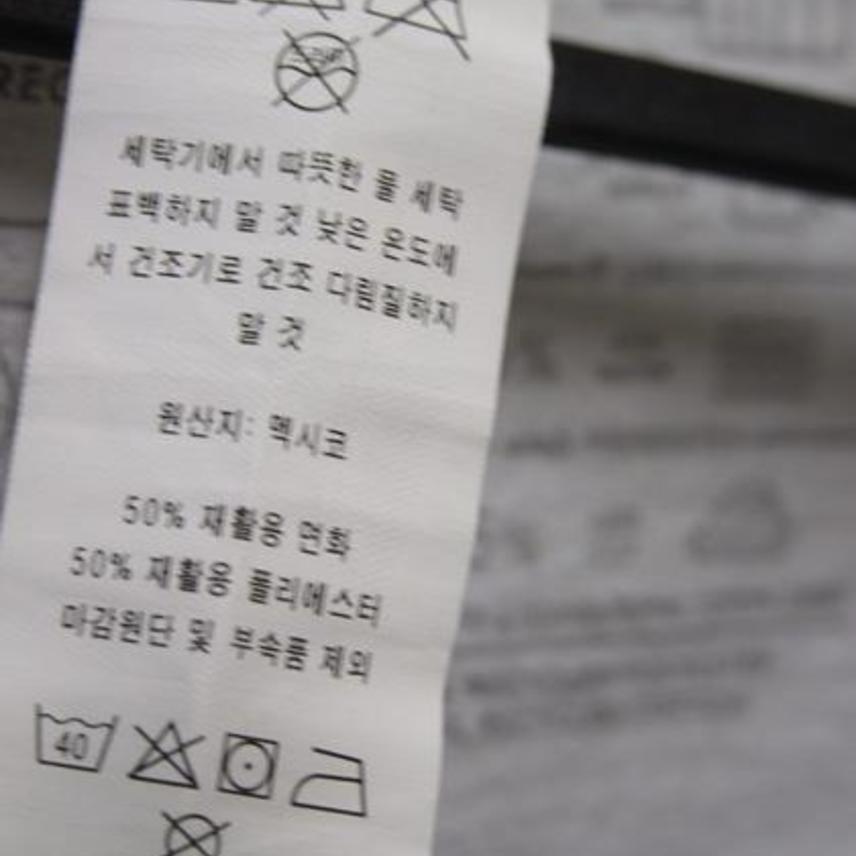 세탁기에서 따뜻한 물 세탁
표백하지 말 것 낮은 온도에
서 건조기로 건조 다림질하지
말 것
원산지: 멕시코
50% 재활용 면화
50% 재활용 폴리에스터
마감원단 및 부속품 제외
40